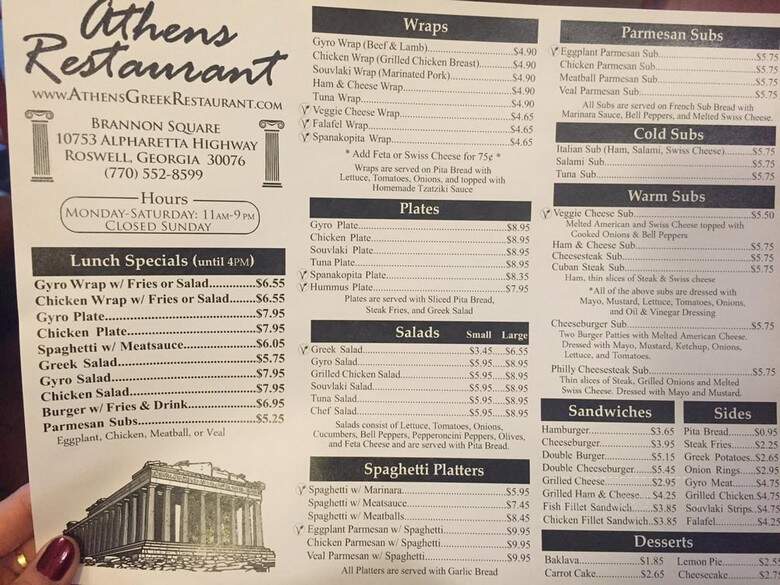 Athens
Restaurant
www.AthensGreekRestaurant.com
Brannon Square
10753 Alpharetta Highway
Roswell, Georgia 30076
(770) 552-8599
Hours
Monday-Saturday: 11am-9pm
Closed Sunday
Lunch Specials (until 4PM)
Gyro Wrap w/ Fries or Salad............$6.55
Chicken Wrap w/ Fries or Salad.......$6.55
Gyro Plate.................................$7.95
Chicken Plate.............................$7.95
Spaghetti w/ Meatsauce................$6.05
Greek Salad...............................$5.75
Gyro Salad................................$7.95
Chicken Salad............................$7.95
Burger w/ Fries & Drink................$6.95
Parmesan Subs............................$5.25
Eggplant, Chicken, Meatball, or Veal
Wraps
Gyro Wrap (Beef & Lamb)....................$4.90
Chicken Wrap (Grilled Chicken Breast)........$4.90
Souvlaki Wrap (Marinated Pork)..............$4.90
Ham & Cheese Wrap..........................$4.90
Tuna Wrap..................................$4.90
V Veggie Cheese Wrap.......................$4.65
V Falafel Wrap..............................$4.65
V Spanakopita Wrap.........................$4.65
* Add Feta or Swiss Cheese for 75¢ *
Wraps are served on Pita Bread with
Lettuce, Tomatoes, Onions, and topped with
Homemade Tzatziki Sauce
Plates
Gyro Plate..................................$8.95
Chicken Plate...............................$8.95
Souvlaki Plate..............................$8.95
Tuna Plate..................................$8.95
V Spanakopita Plate.........................$8.35
V Hummus Plate.............................$7.95
Plates are served with Sliced Pita Bread,
Steak Fries, and Greek Salad
Salads Small Large
V Greek Salad.......................$3.45.....$6.55
Gyro Salad..........................$5.95.....$8.95
Grilled Chicken Salad...............$5.95.....$8.95
Souvlaki Salad......................$5.95.....$8.95
Tuna Salad..........................$5.95.....$8.95
Chef Salad..........................$5.95.....$8.95
Salads consist of Lettuce, Tomatoes, Onions,
Cucumbers, Bell Peppers, Pepperoncini Peppers, Olives,
and Feta Cheese and are served with Pita Bread.
Spaghetti Platters
V Spaghetti w/ Marinara.....................$5.95
Spaghetti w/ Meatsauce......................$7.45
Spaghetti w/ Meatballs......................$8.45
V Eggplant Parmesan w/ Spaghetti............$9.95
Chicken Parmesan w/ Spaghetti...............$9.95
Veal Parmesan w/ Spaghetti..................$9.95
All Platters are served with Garlic Bread
Parmesan Subs
V Eggplant Parmesan Sub.....................$5.75
Chicken Parmesan Sub........................$5.75
Meatball Parmesan Sub.......................$5.75
Veal Parmesan Sub...........................$5.75
All Subs are served on French Sub Bread with
Marinara Sauce, Bell Peppers, and Melted Swiss Cheese.
Cold Subs
Italian Sub (Ham, Salami, Swiss Cheese)......$5.75
Salami Sub..................................$5.75
Tuna Sub....................................$5.75
Warm Subs
V Veggie Cheese Sub.........................$5.50
Melted American and Swiss Cheese topped with
Cooked Onions & Bell Peppers
Ham & Cheese Sub............................$5.75
Cheesesteak Sub.............................$5.75
Cuban Steak Sub.............................$5.75
Ham, thin slices of Steak & Swiss cheese
*All of the above subs are dressed with
Mayo, Mustard, Lettuce, Tomatoes, Onions,
and Oil & Vinegar Dressing
Cheeseburger Sub............................$5.75
Two Burger Patties with Melted American Cheese.
Dressed with Mayo, Mustard, Ketchup, Onions,
Lettuce, and Tomatoes.
Philly Cheesesteak Sub......................$5.75
Thin slices of Steak, Grilled Onions and Melted
Swiss Cheese. Dressed with Mayo and Mustard.
Sandwiches
Hamburger....................$3.65
Cheeseburger.................$3.95
Double Burger................$5.15
Double Cheeseburger.........$5.45
Grilled Cheese...............$2.95
Grilled Ham & Cheese....$4.25
Fish Fillet Sandwich........$3.85
Chicken Fillet Sandwich..$3.85
Sides
Pita Bread......$0.95
Steak Fries.....$2.25
Greek Potatoes..$2.65
Onion Rings....$2.95
Gyro Meat......$4.75
Grilled Chicken.$4.75
Souvlaki Strips..$4.75
Falafel..........$4.25
Desserts
Baklava.............$1.85 Lemon Pie............$2.
Carrot Cake.........$2.65 Cheesecake..........$2.7